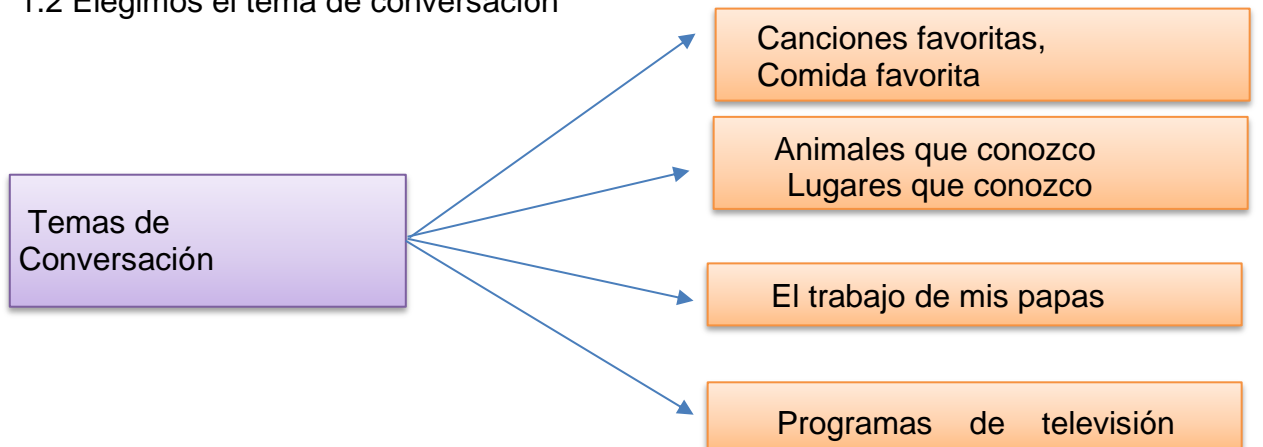 1.2 Elegimos el tema de conversación
Canciones favoritas,
Comida favorita
Animales que conozco
Lugares que conozco
Temas de
Conversación
El trabajo de mis papas
Programas de televisión